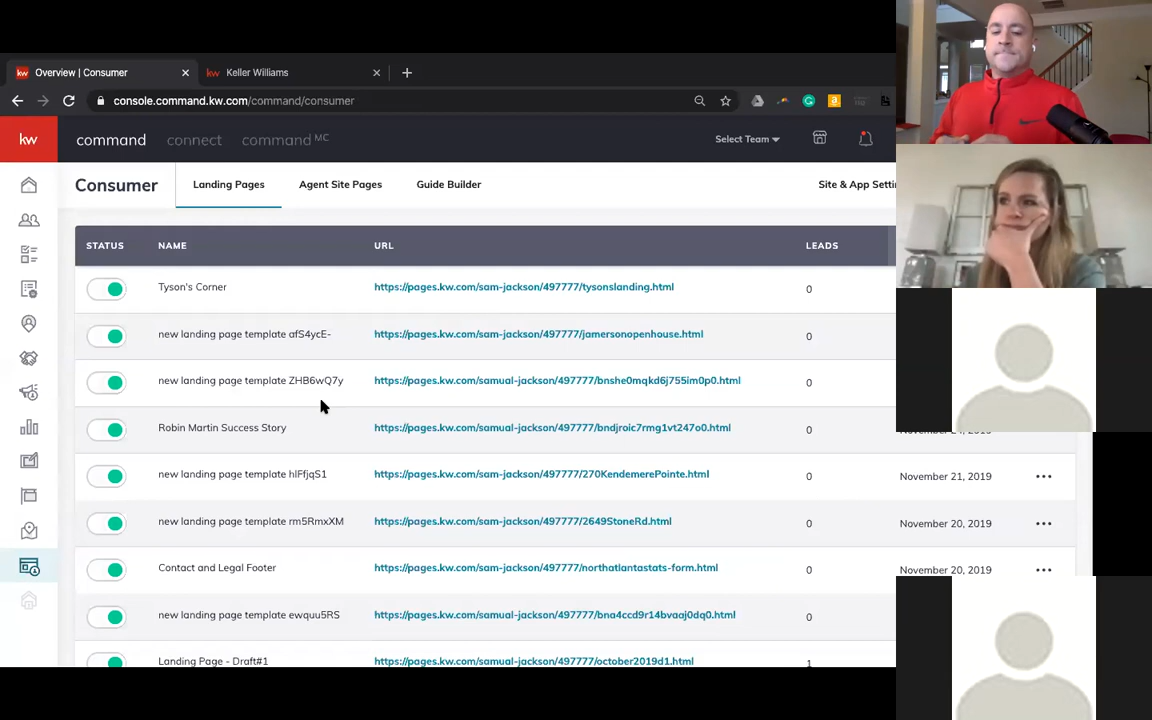 Overview | Consumer
kw Keller Williams
console.command.kw.com/command/consumer
kw command connect command MC Select Team
Consumer Landing Pages Agent Site Pages Guide Builder Site & App Setti
STATUS NAME URL LEADS
Tyson's Corner https://pages.kw.com/sam-jackson/497777/tysonslanding.html 0
new landing page template afS4ycE- https://pages.kw.com/sam-jackson/497777/jamersonopenhouse.html 0
new landing page template ZHB6wQ7y https://pages.kw.com/samual-jackson/497777/bnshe0mqkd6j755im0p0.html 0
Robin Martin Success Story https://pages.kw.com/samual-jackson/497777/bndjroic7rmg1vt247o0.html 0
new landing page template hlFfjqS1 https://pages.kw.com/sam-jackson/497777/270KendemerePointe.html 0 November 21, 2019
new landing page template rm5RmxXM https://pages.kw.com/sam-jackson/497777/2649StoneRd.html 0 November 20, 2019
Contact and Legal Footer https://pages.kw.com/sam-jackson/497777/northatlantastats-form.html 0 November 20, 2019
new landing page template ewquu5RS https://pages.kw.com/samual-jackson/497777/bna4ccd9r14bvaaj0dq0.html 0
Landing Page - Draft#1 https://pages.kw.com/samual-jackson/497777/october2019d1.html 1